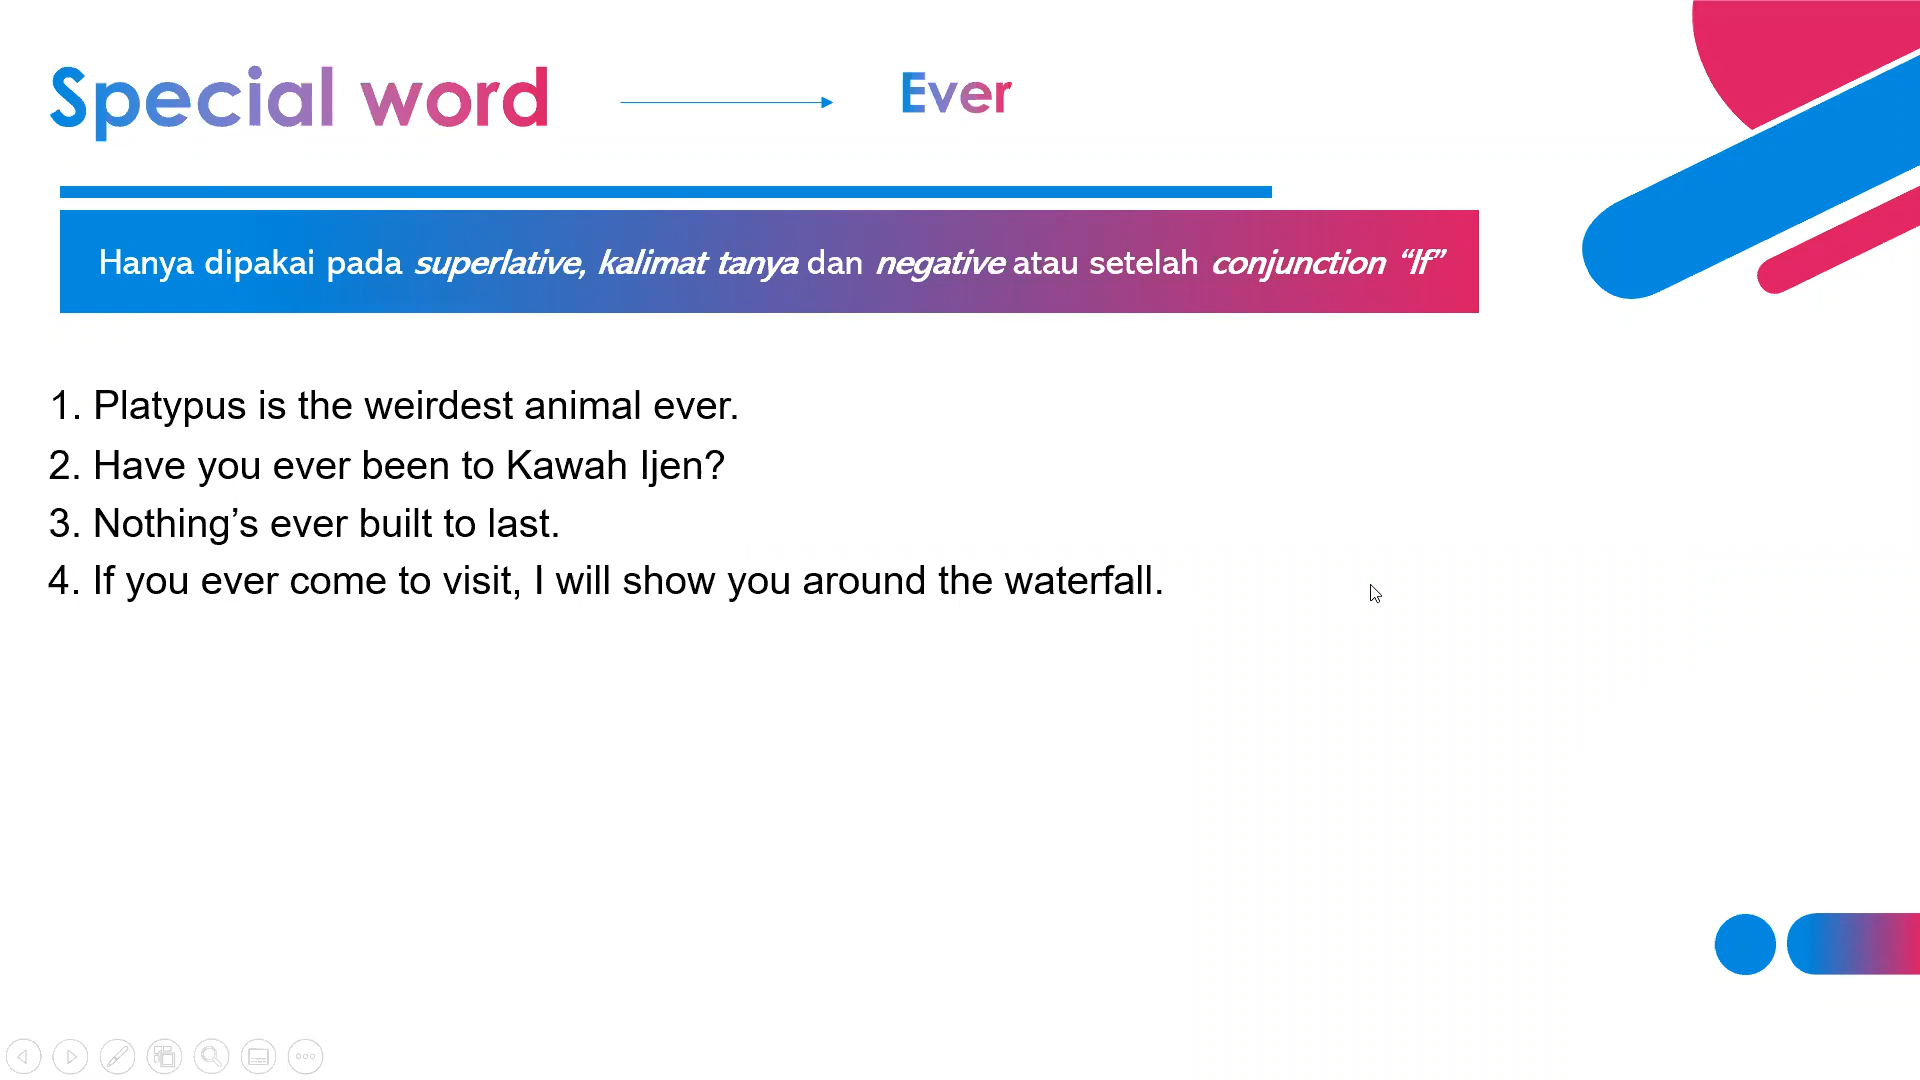 Special word
Ever
Hanya dipakai pada superlative, kalimat tanya dan negative atau setelah conjunction “If”
1. Platypus is the weirdest animal ever.
2. Have you ever been to Kawah Ijen?
3. Nothing’s ever built to last.
4. If you ever come to visit, I will show you around the waterfall.